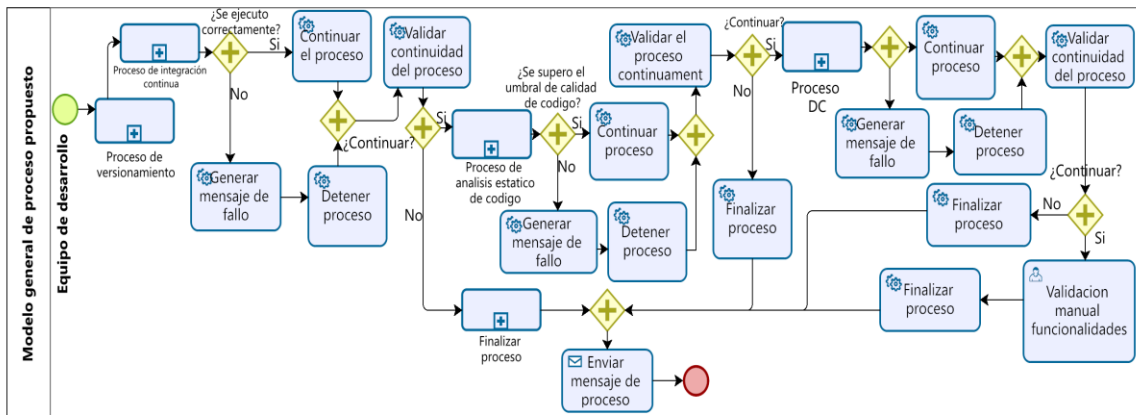 Modelo general de proceso propuesto
Equipo de desarrollo
Proceso de
versionamiento
Proceso de integración
continua
¿Se ejecuto
correctamente?
Si
No
Continuar
el proceso
Generar
mensaje de
fallo
Detener
proceso
Validar
continuidad
del proceso
¿Continuar?
Si
No
Proceso de
analisis estatico
de codigo
¿Se supero el
umbral de calidad
de codigo?
Si
No
Continuar
proceso
Generar
mensaje de
fallo
Detener
proceso
Validar el
proceso
continuament
¿Continuar?
Si
No
Finalizar
proceso
Proceso
DC
Continuar
proceso
Generar
mensaje de
fallo
Detener
proceso
Validar
continuidad
del proceso
¿Continuar?
No
Si
Finalizar
proceso
Validacion
manual
funcionalidades
Finalizar
proceso
Finalizar
proceso
Enviar
mensaje de
proceso